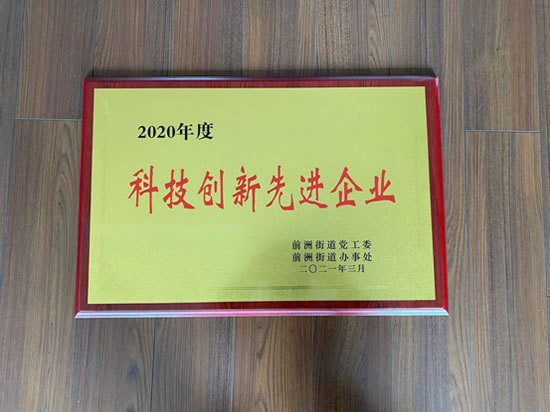 2020年度
科技创新先进企业
前洲街道党工委
前洲街道办事处
二〇二一年三月